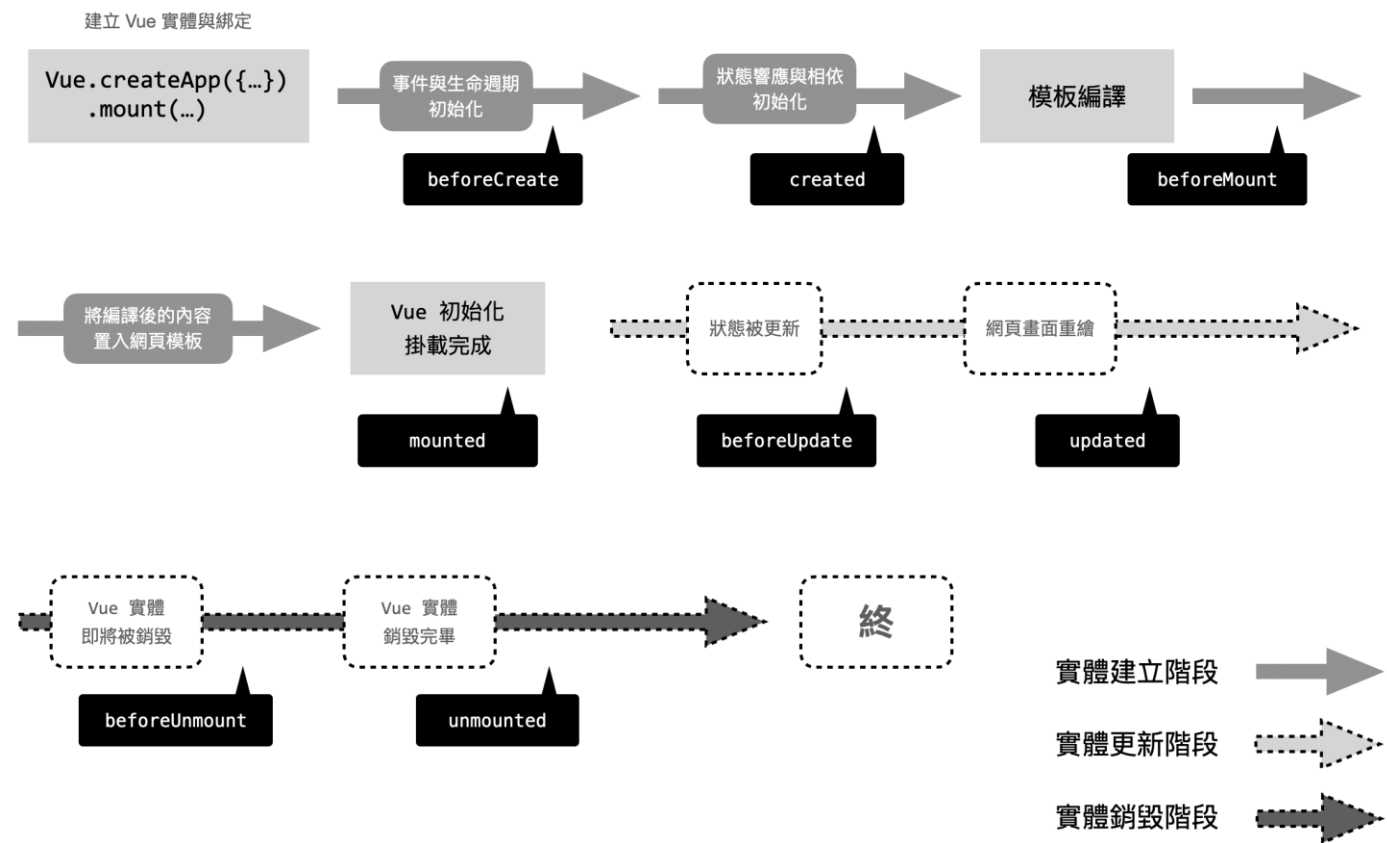 建立 Vue 實體與綁定
Vue.createApp({…})
.mount(…)
事件與生命週期
初始化
beforeCreate
狀態響應與相依
初始化
created
模板編譯
beforeMount
將編譯後的內容
置入網頁模板
Vue 初始化
掛載完成
mounted
狀態被更新
beforeUpdate
網頁畫面重繪
updated
Vue 實體
即將被銷毀
beforeUnmount
Vue 實體
銷毀完畢
unmounted
終
實體建立階段
實體更新階段
實體銷毀階段